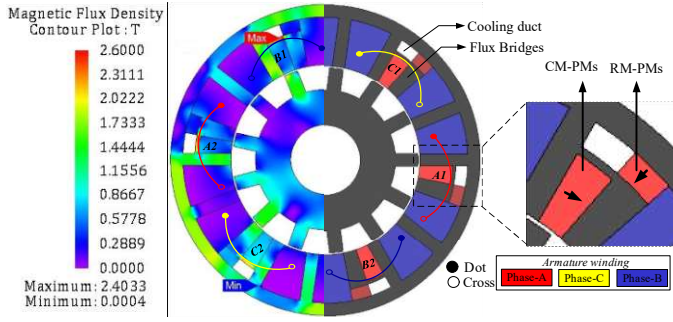 Magnetic Flux Density
Contour Plot : T
2.6000
2.3111
2.0222
1.7333
1.4444
1.1556
0.8666
0.5778
0.2889
0.0000
Maximum: 2.4033
Minimum: 0.0004
Max
Min
B1
A2
C2
C1
A1
B2
Cooling duct
Flux Bridges
CM-PMs
RM-PMs
Dot
Cross
Armature winding
Phase-A
Phase-C
Phase-B